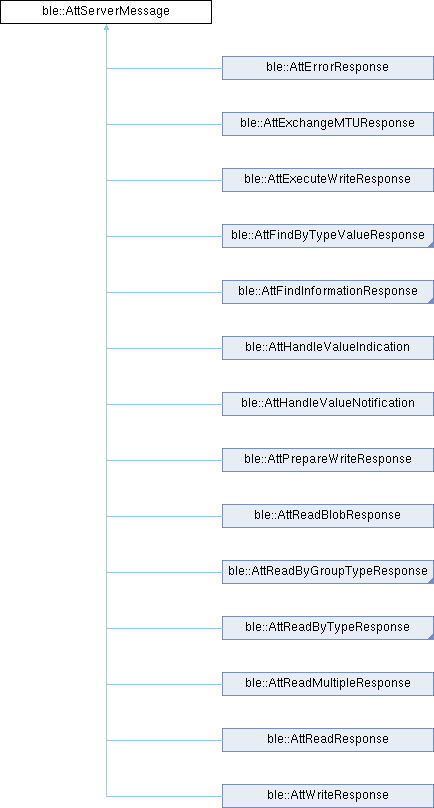 ble::AttServerMessage
ble::AttErrorResponse
ble::AttExchangeMTUResponse
ble::AttExecuteWriteResponse
ble::AttFindByTypeValueResponse
ble::AttFindInformationResponse
ble::AttHandleValueIndication
ble::AttHandleValueNotification
ble::AttPrepareWriteResponse
ble::AttReadBlobResponse
ble::AttReadByGroupTypeResponse
ble::AttReadByTypeResponse
ble::AttReadMultipleResponse
ble::AttReadResponse
ble::AttWriteResponse